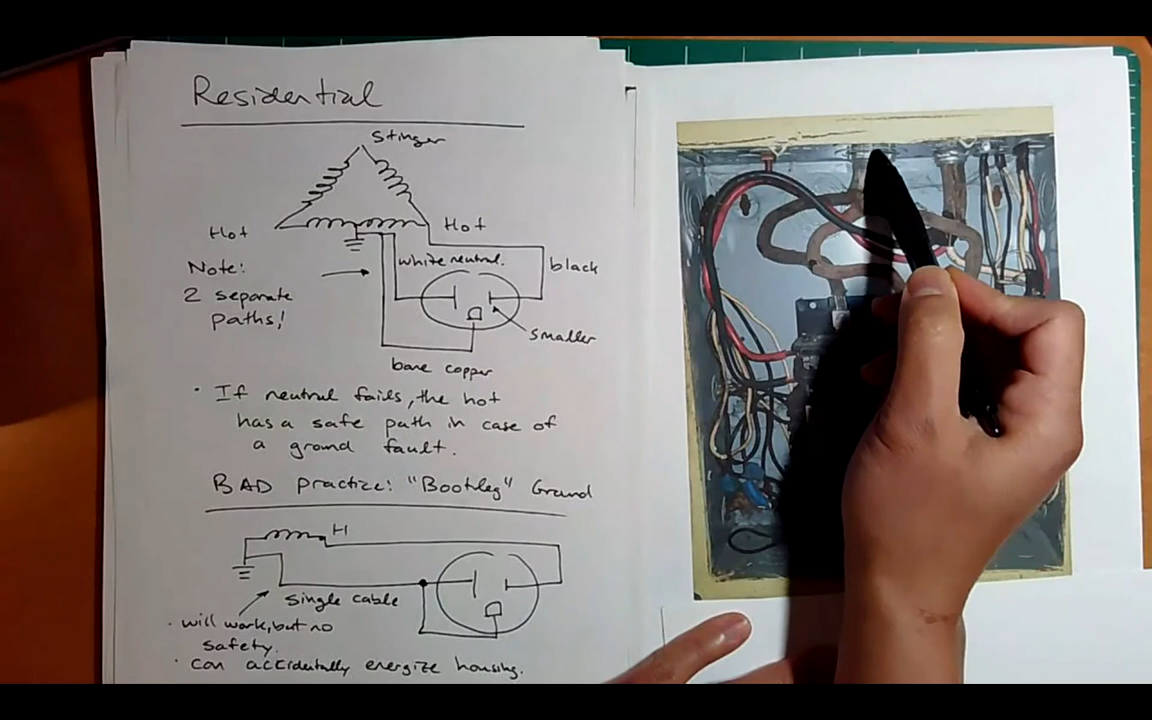 Residential
Stinger
Hot
Hot
Note:
2 separate
paths!
white neutral.
black
smaller
bare copper
· If neutral fails, the hot
has a safe path in case of
a ground fault.
BAD practice: "Bootleg" Ground
H
single cable
· will work, but no
safety.
· can accidentally energize housing.